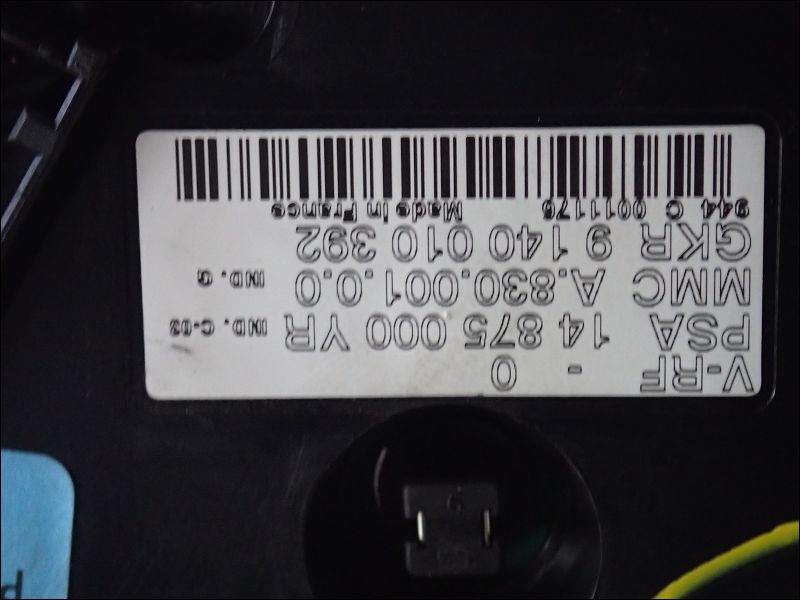 V-RF - 0
PSA 14 875 000 YR IND. C-03
MMC A.830.001.0.0 IND. G
GKR 9 140 010 392
944 C 0011176 Made in France